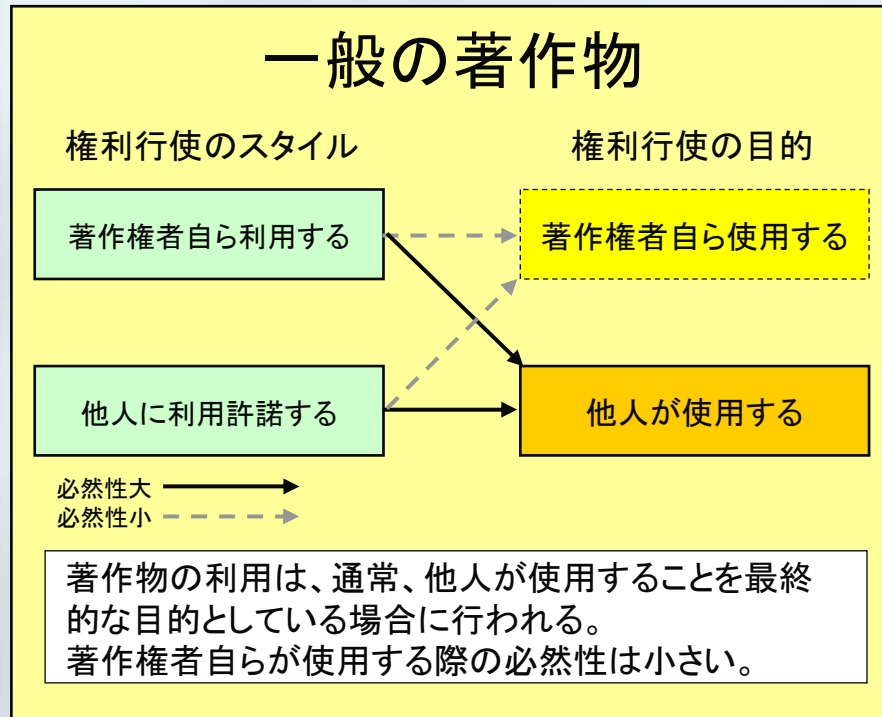 一般の著作物
権利行使のスタイル
権利行使の目的
著作権者自ら利用する
著作権者自ら使用する
他人に利用許諾する
他人が使用する
必然性大
必然性小
著作物の利用は、通常、他人が使用することを最終
的な目的としている場合に行われる。
著作権者自らが使用する際の必然性は小さい。